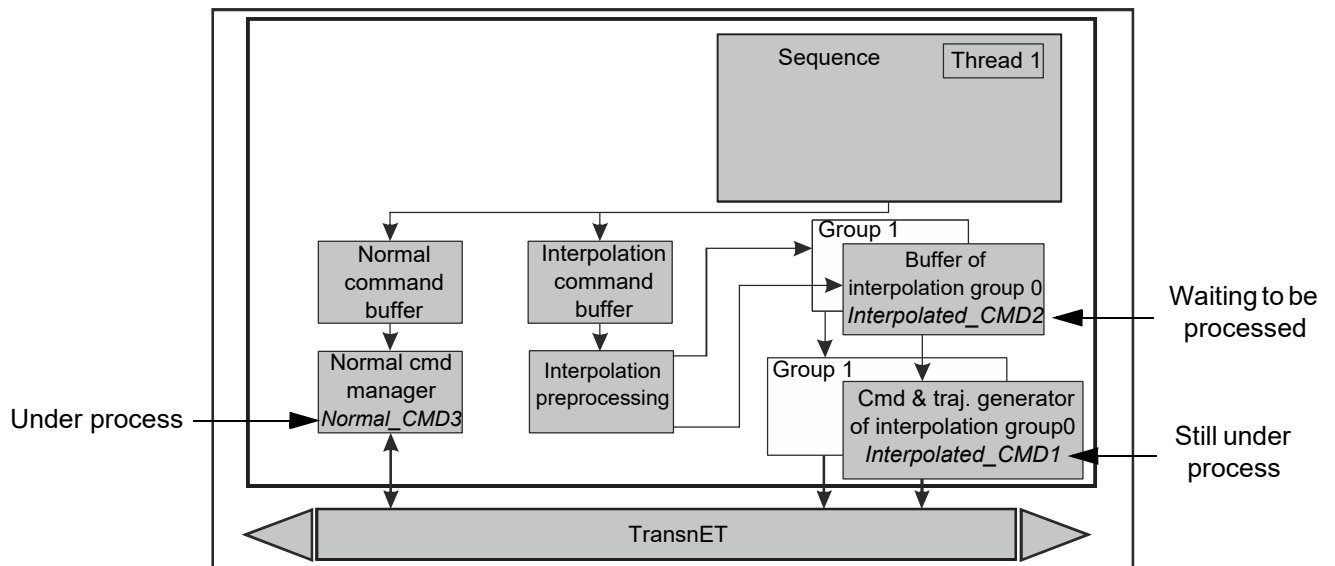 Sequence
Thread 1
Group 1
Normal
command
buffer
Interpolation
command
buffer
Buffer of
interpolation group 0
Interpolated_CMD2
Waiting to be
processed
Normal cmd
manager
Normal_CMD3
Under process
Interpolation
preprocessing
Group 1
Cmd & traj. generator
of interpolation group0
Interpolated_CMD1
Still under
process
TransnET